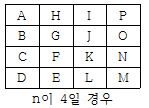 A H I P
B G J O
C F K N
D E L M
n이 4일 경우